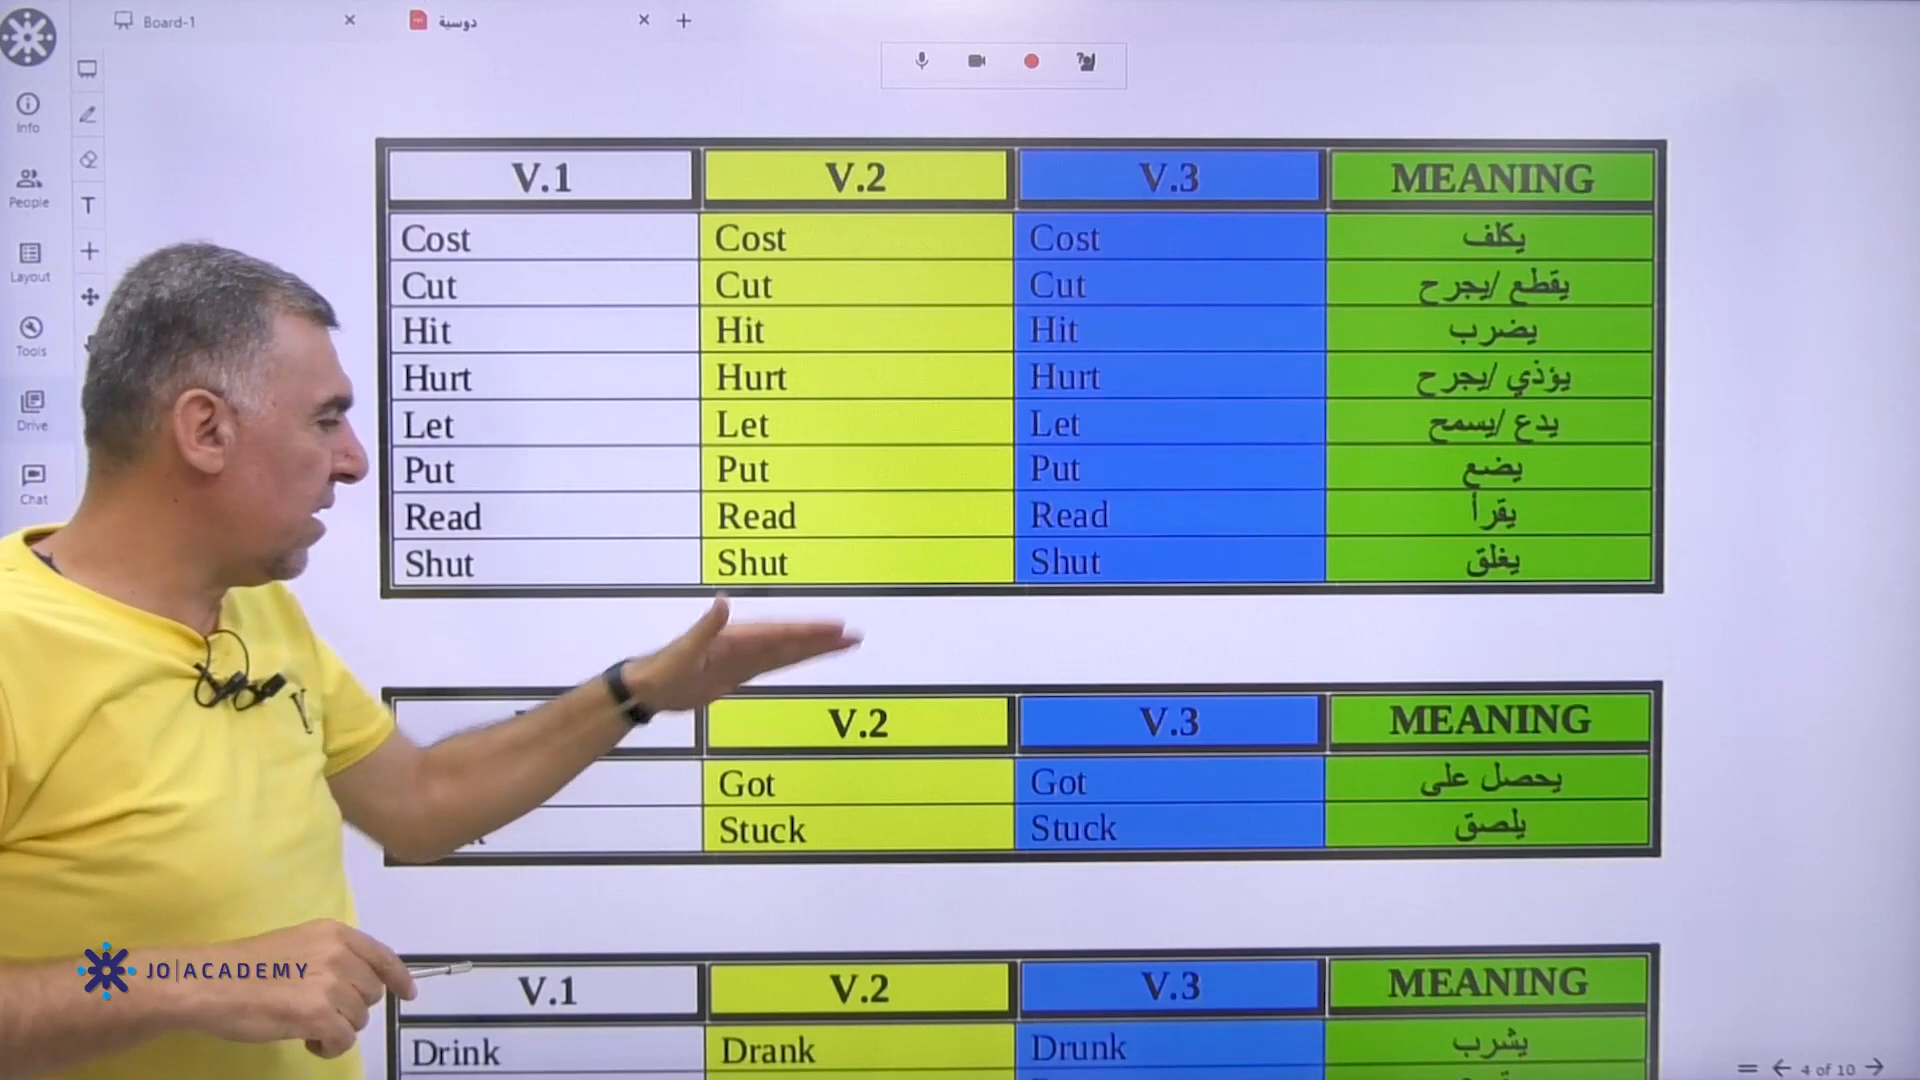 Board-1
دوسية
Info
People
Layout
Tools
Drive
Chat
T
V.1 V.2 V.3 MEANING
Cost Cost Cost يكلف
Cut Cut Cut يقطع /يجرح
Hit Hit Hit يضرب
Hurt Hurt Hurt يؤذي /يجرح
Let Let Let يدع /يسمح
Put Put Put يضع
Read Read Read يقرأ
Shut Shut Shut يغلق
V.2 V.3 MEANING
Got Got يحصل على
Stuck Stuck يلصق
V.1 V.2 V.3 MEANING
Drink Drank Drunk يشرب
JO|ACADEMY
4 of 10